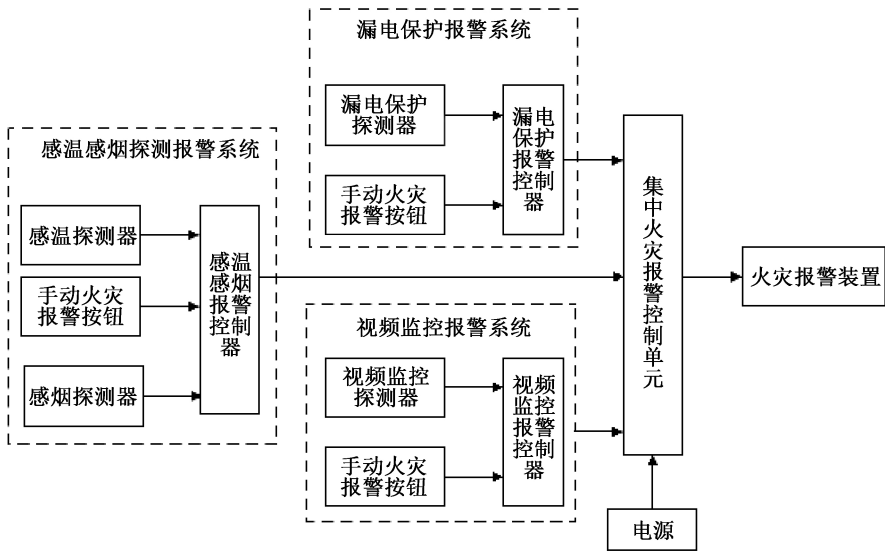 漏电保护报警系统
漏电保护
探测器
手动火灾
报警按钮
漏电
保护
报警
控制
器
感温感烟探测报警系统
感温探测器
手动火灾
报警按钮
感烟探测器
感温
感烟
报警
控制
器
视频监控报警系统
视频监控
探测器
手动火灾
报警按钮
视频
监控
报警
控制
器
集
中
火
灾
报
警
控
制
单
元
火灾报警装置
电源